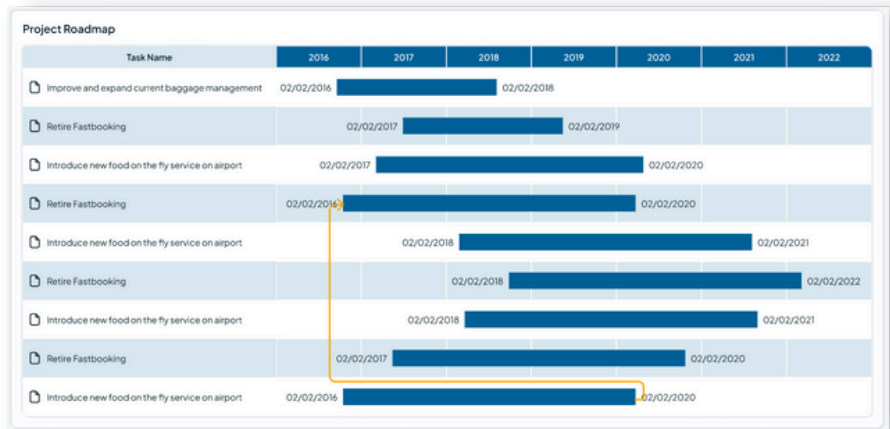 Project Roadmap
Task Name 2016 2017 2018 2019 2020 2021 2022
Improve and expand current baggage management 02/02/2016 02/02/2018
Retire Fastbooking 02/02/2017 02/02/2019
Introduce new food on the fly service on airport 02/02/2017 02/02/2020
Retire Fastbooking 02/02/2016 02/02/2020
Introduce new food on the fly service on airport 02/02/2018 02/02/2021
Retire Fastbooking 02/02/2018 02/02/2022
Introduce new food on the fly service on airport 02/02/2018 02/02/2021
Retire Fastbooking 02/02/2017 02/02/2020
Introduce new food on the fly service on airport 02/02/2016 02/02/2020